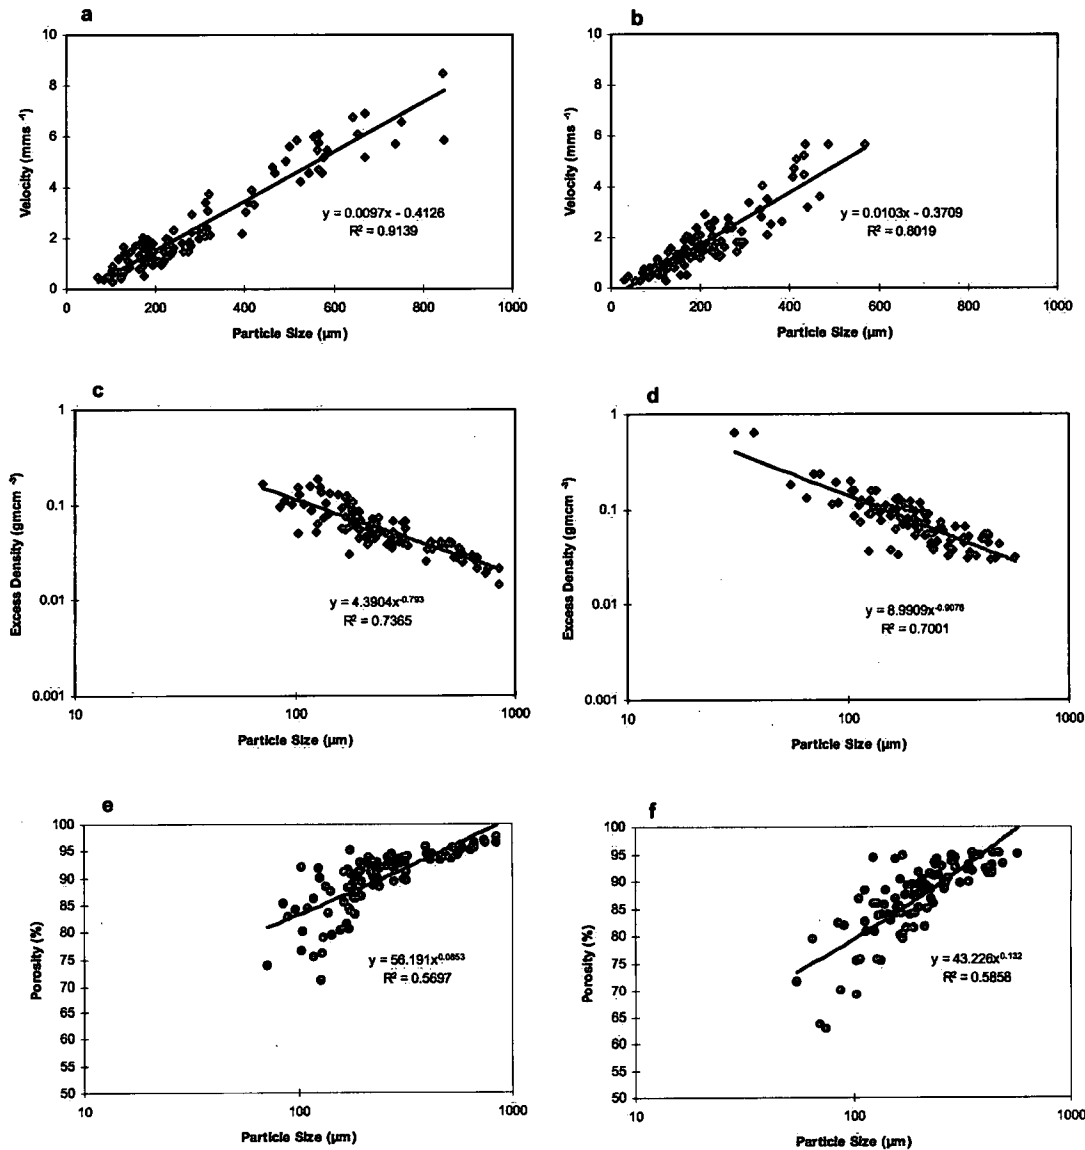 a
10
8
6
4
2
0
Velocity (mms ⁻¹)
y = 0.0097x - 0.4126
R² = 0.9139
0 200 400 600 800 1000
Particle Size (µm)
b
10
8
6
4
2
0
Velocity (mms ⁻¹)
y = 0.0103x - 0.3709
R² = 0.8019
0 200 400 600 800 1000
Particle Size (µm)
c
1
0.1
0.01
0.001
Excess Density (gmcm ⁻³)
y = 4.3904x^-0.793
R² = 0.7365
10 100 1000
Particle Size (µm)
d
1
0.1
0.01
0.001
Excess Density (gmcm ⁻³)
y = 8.9909x^-0.9076
R² = 0.7001
10 100 1000
Particle Size (µm)
e
100
95
90
85
80
75
70
65
60
55
50
Porosity (%)
y = 56.191x^0.0853
R² = 0.5697
10 100 1000
Particle Size (µm)
f
100
95
90
85
80
75
70
65
60
55
50
Porosity (%)
y = 43.226x^0.132
R² = 0.5858
10 100 1000
Particle Size (µm)